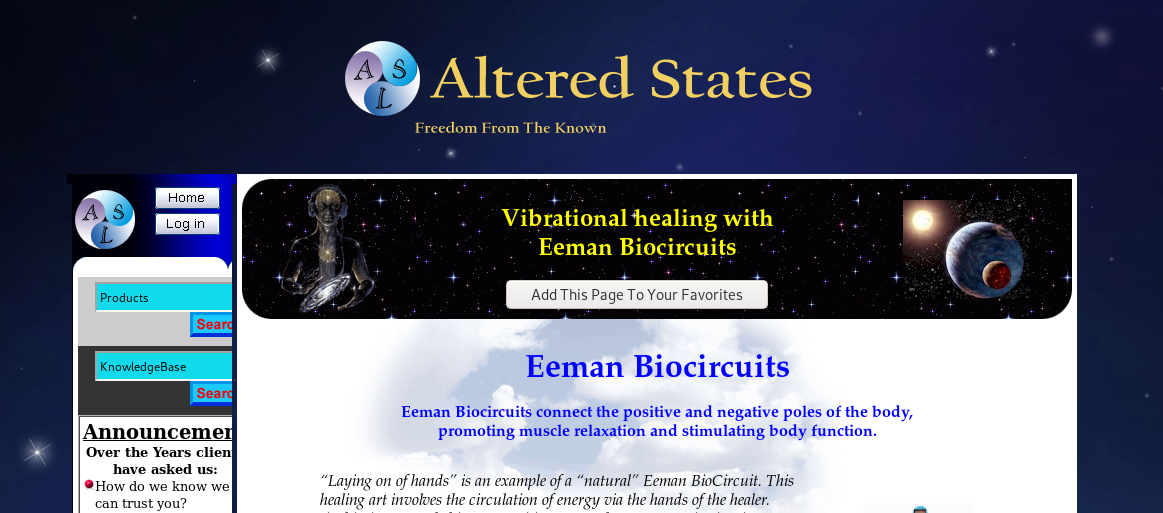 A S L
Altered States
Freedom From The Known
A S L
Home
Log in
Products
KnowledgeBase
Over the Years
have asked us:
How do we know we
can trust you?
Vibrational healing with
Eeman Biocircuits
Add This Page To Your Favorites
Eeman Biocircuits
Eeman Biocircuits connect the positive and negative poles of the body,
promoting muscle relaxation and stimulating body function.
“Laying on of hands” is an example of a “natural” Eeman BioCircuit. This
healing art involves the circulation of energy via the hands of the healer.